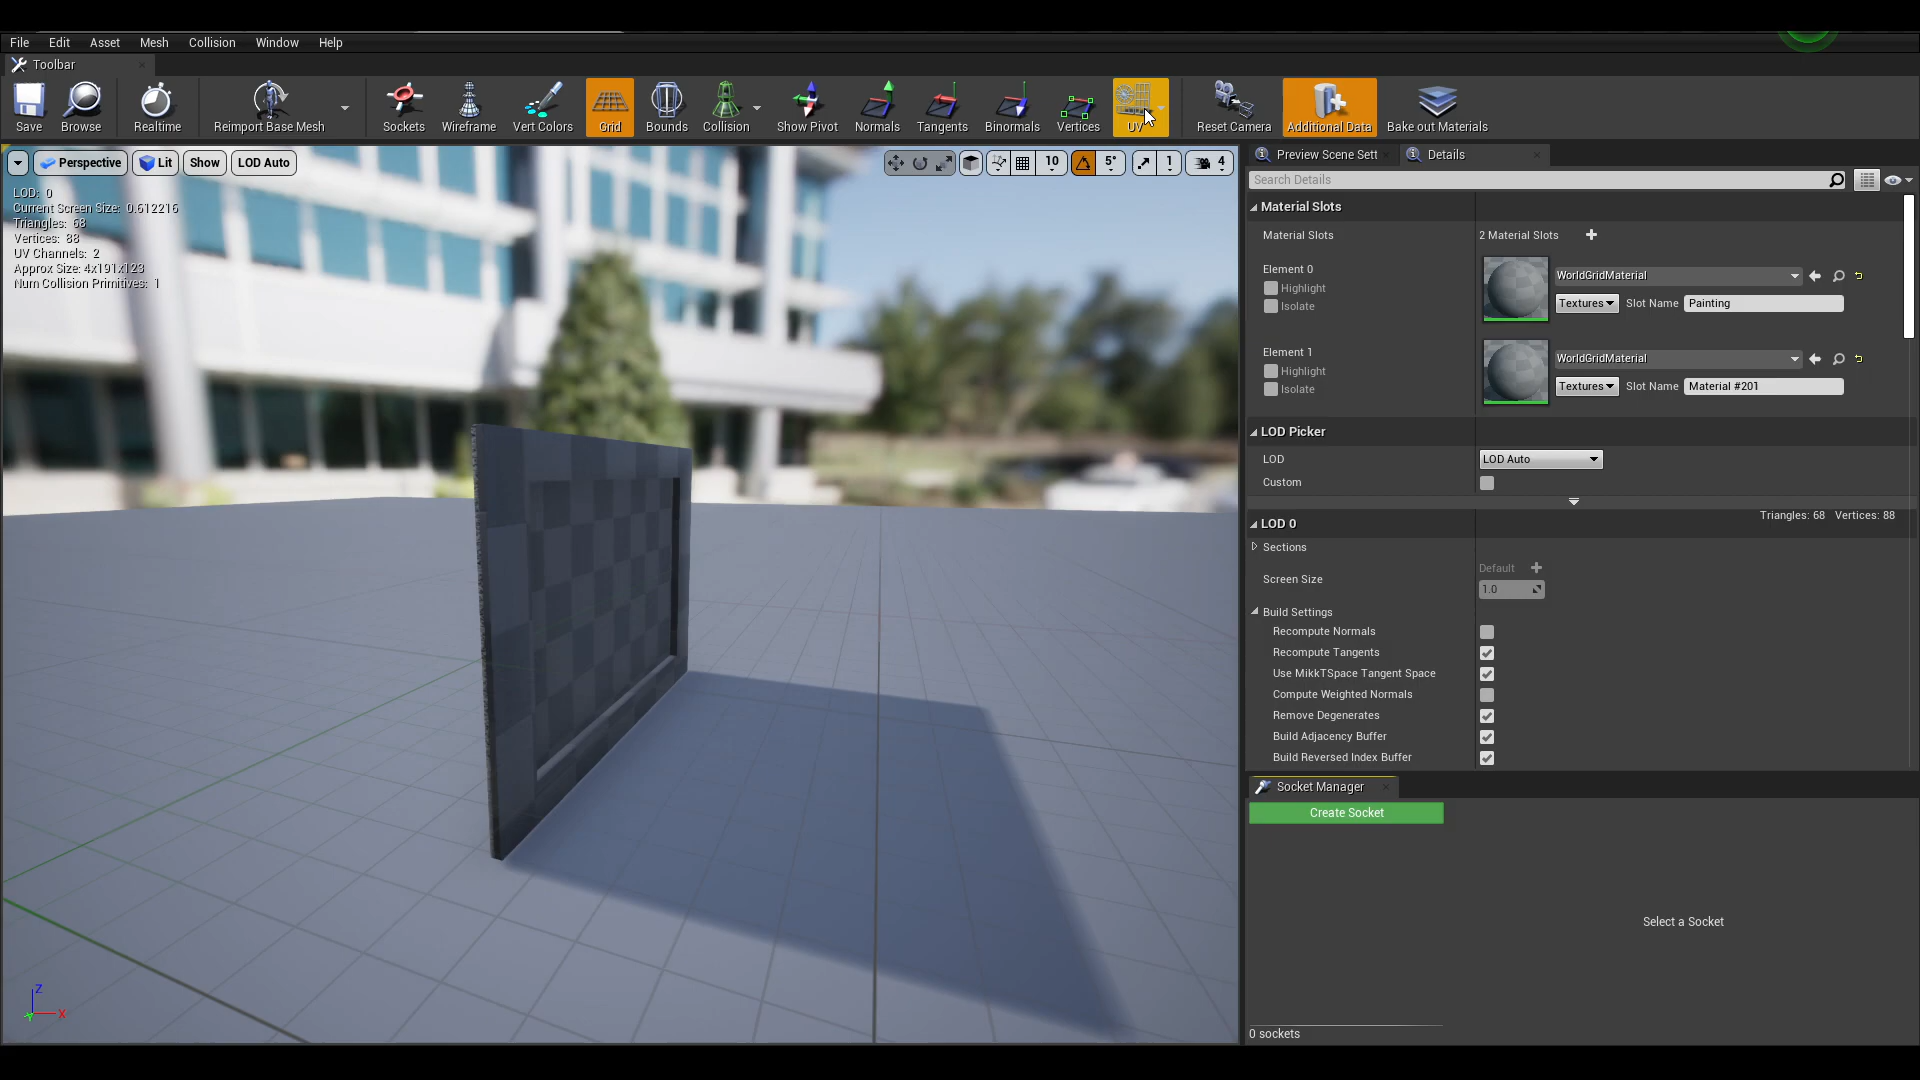 File Edit Asset Mesh Collision Window Help
Toolbar
Save Browse Realtime Reimport Base Mesh Sockets Wireframe Vert Colors Grid Bounds Collision Show Pivot Normals Tangents Binormals Vertices UV Reset Camera Additional Data Bake out Materials
Perspective Lit Show LOD Auto 10 5° 1 4
LOD: 0
Current Screen Size: 0.612216
Triangles: 68
Vertices: 88
UV Channels: 2
Approx Size: 4x191x123
Num Collision Primitives: 1
Z
X
Y
Preview Scene Sett Details
Search Details
Material Slots
Material Slots 2 Material Slots
Element 0
Highlight
Isolate
WorldGridMaterial
Textures Slot Name Painting
Element 1
Highlight
Isolate
WorldGridMaterial
Textures Slot Name Material #201
LOD Picker
LOD LOD Auto
Custom
LOD 0 Triangles: 68 Vertices: 88
Sections
Screen Size Default
1.0
Build Settings
Recompute Normals
Recompute Tangents
Use MikkTSpace Tangent Space
Compute Weighted Normals
Remove Degenerates
Build Adjacency Buffer
Build Reversed Index Buffer
Socket Manager
Create Socket
Select a Socket
0 sockets